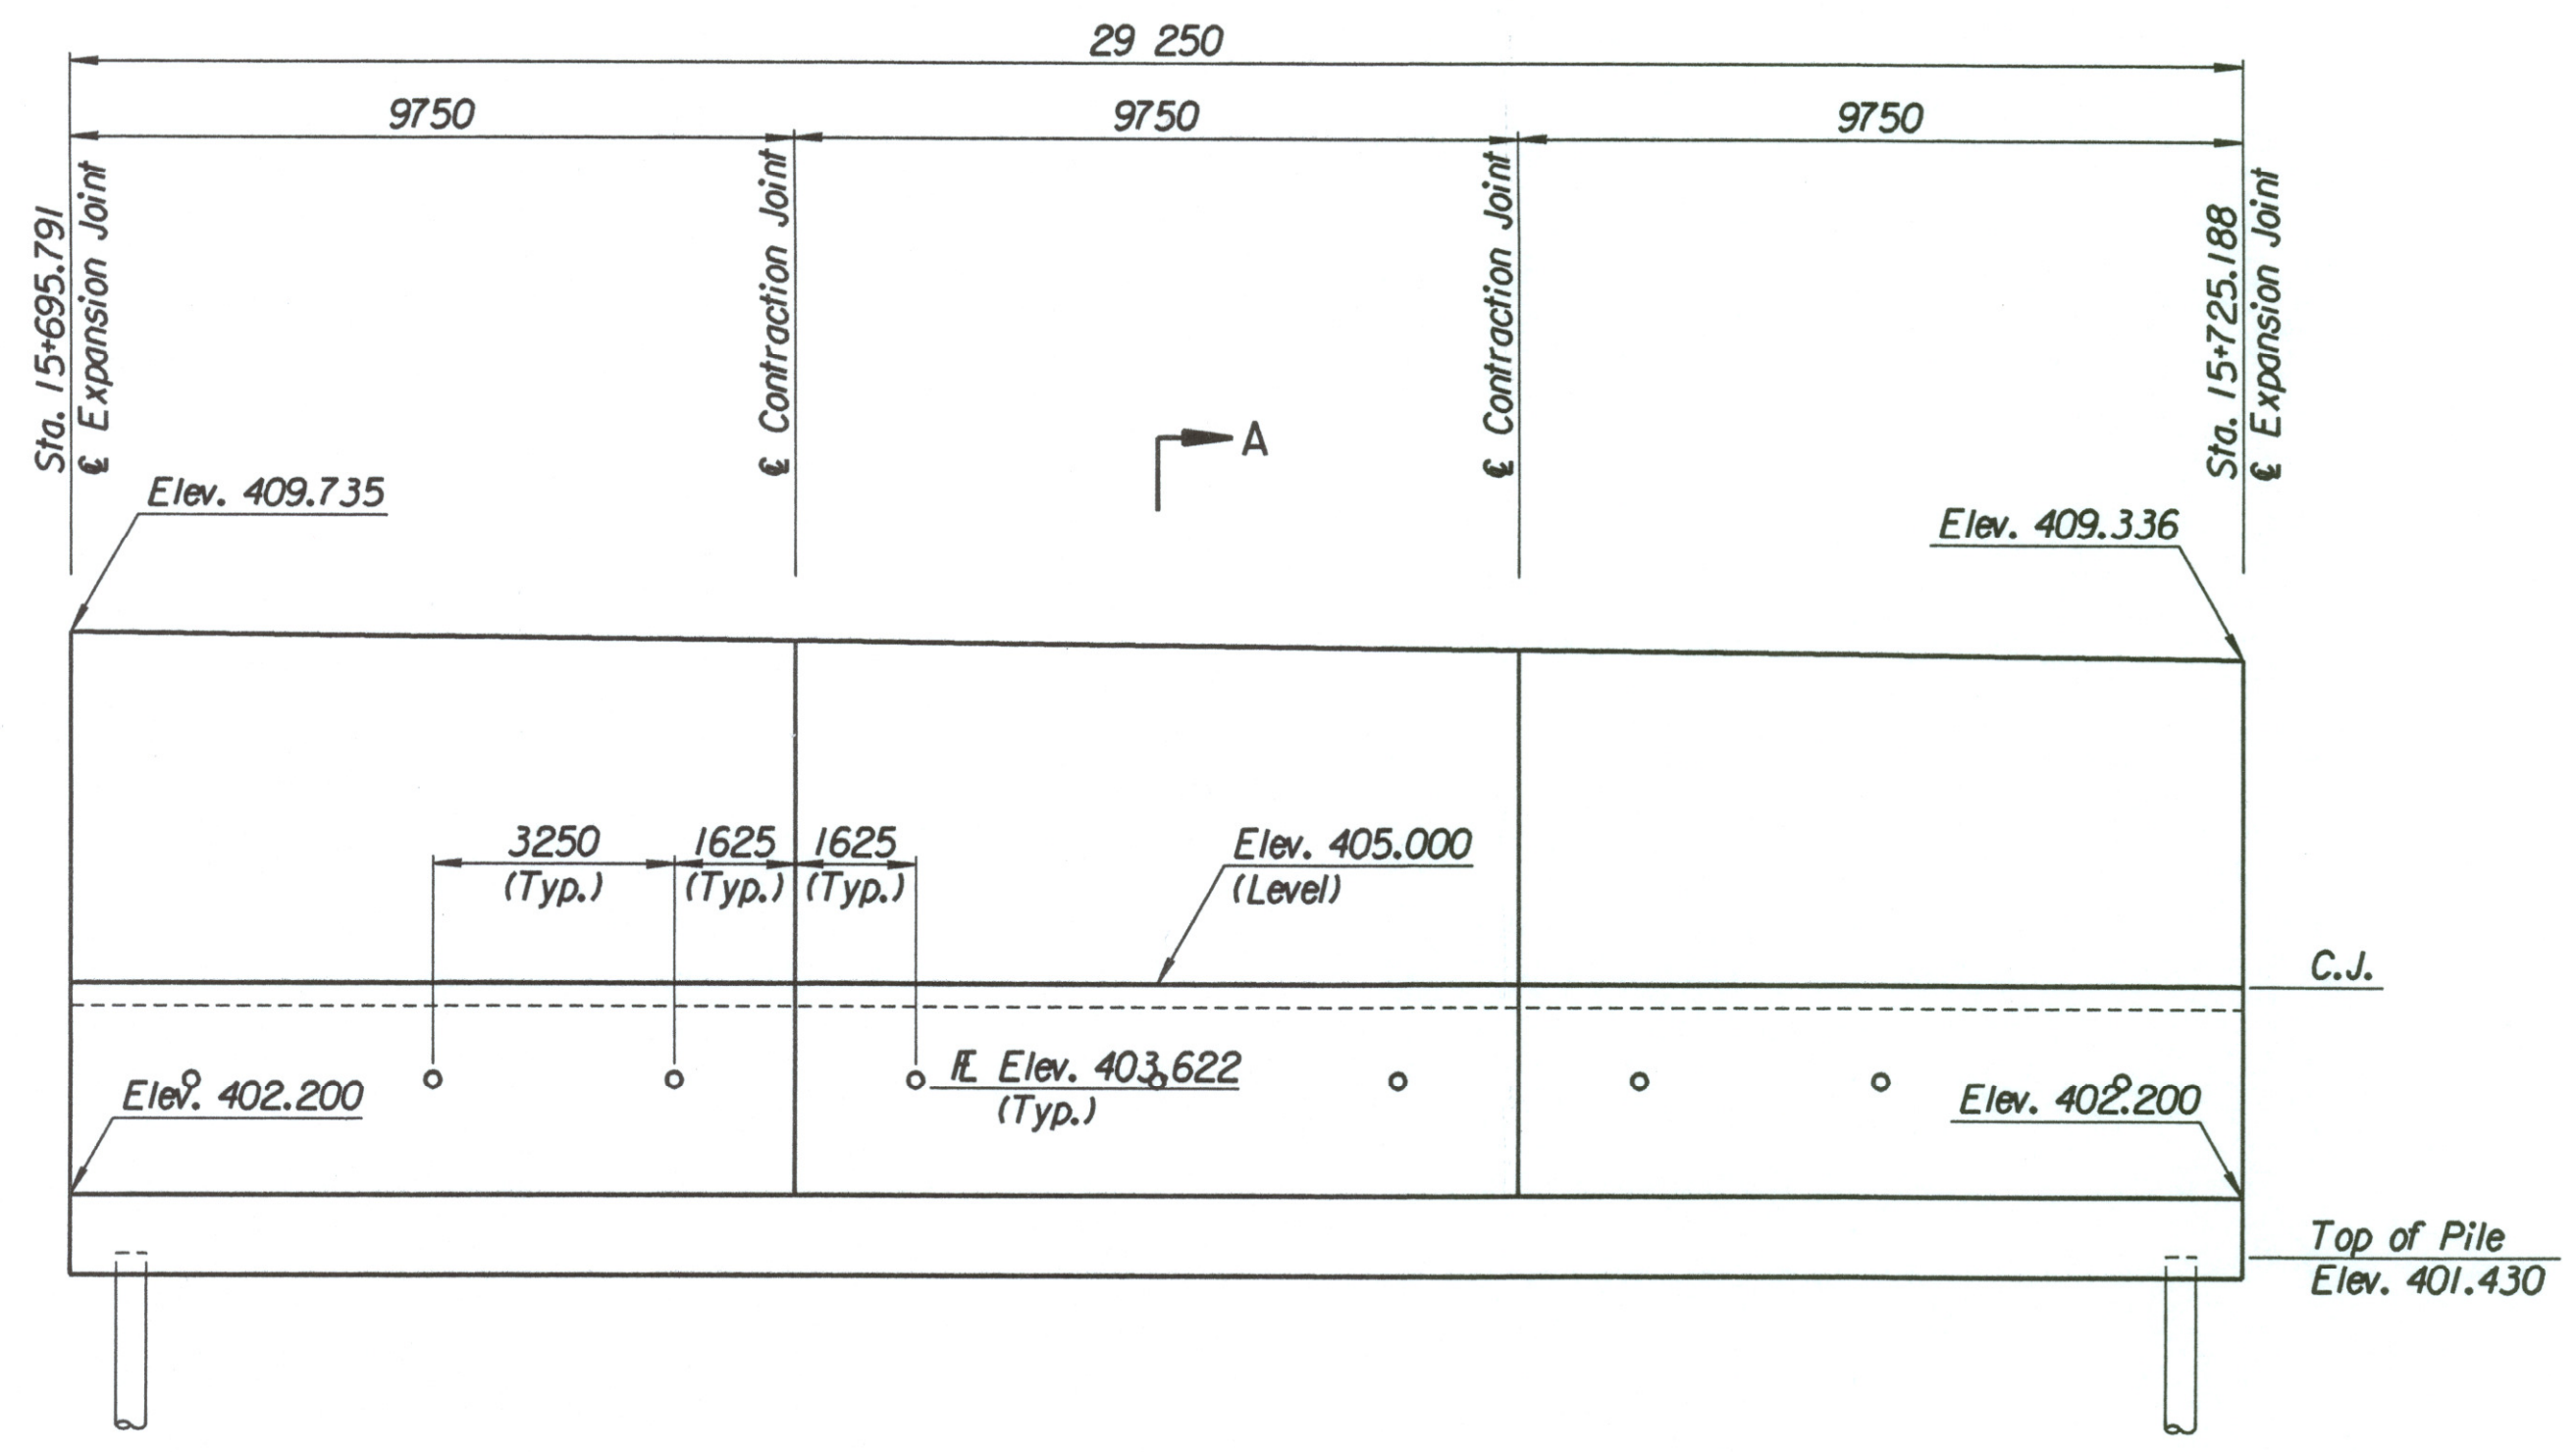 29 250
9750
9750
9750
Sta. 15+695.791
℄ Expansion Joint
℄ Contraction Joint
℄ Contraction Joint
Sta. 15+725.188
℄ Expansion Joint
A
Elev. 409.735
Elev. 409.336
3250
(Typ.)
1625
(Typ.)
1625
(Typ.)
Elev. 405.000
(Level)
C.J.
Elev. 403.622
(Typ.)
Elev. 402.200
Elev. 402.200
Top of Pile
Elev. 401.430